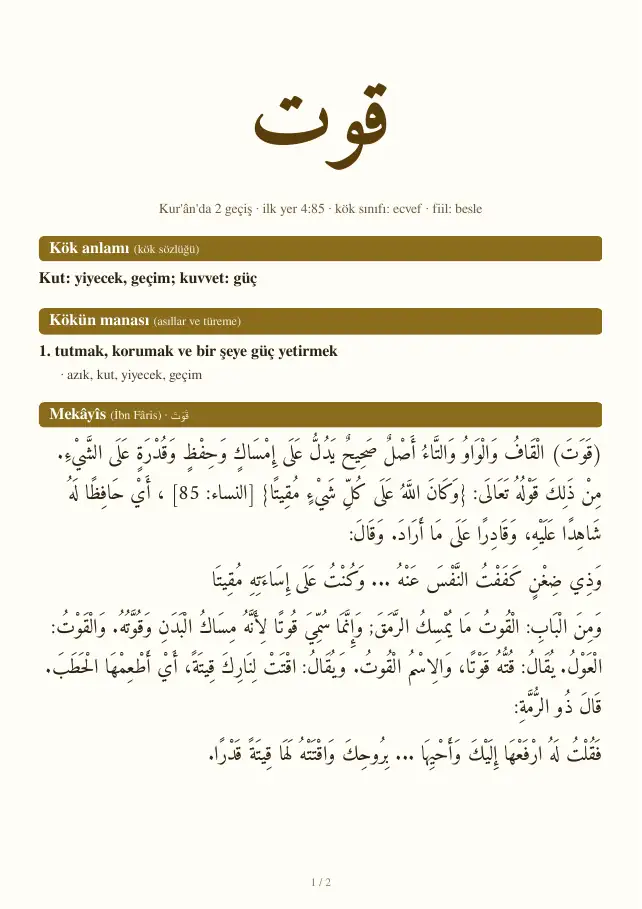 قوت
Kur'ân'da 2 geçiş · ilk yer 4:85 · kök sınıfı: ecvef · fiil: besle
Kök anlamı (kök sözlüğü)
Kut: yiyecek, geçim; kuvvet: güç
Kökün manası (asıllar ve türeme)
1. tutmak, korumak ve bir şeye güç yetirmek
· azık, kut, yiyecek, geçim
Mekâyîs (İbn Fâris) · قَوَتَ
(قَوَتَ) الْقَافُ وَالْوَاوُ وَالتَّاءُ أَصْلٌ صَحِيحٌ يَدُلُّ عَلَى إِمْسَاكٍ وَحِفْظٍ وَقُدْرَةٍ عَلَى الشَّيْءِ.
مِنْ ذَلِكَ قَوْلُهُ تَعَالَى: {وَكَانَ اللَّهُ عَلَى كُلِّ شَيْءٍ مُقِيتًا} [النساء: 85] ، أَيْ حَافِظًا لَهُ
شَاهِدًا عَلَيْهِ، وَقَادِرًا عَلَى مَا أَرَادَ. وَقَالَ:
وَذِي ضِغْنٍ كَفَفْتُ النَّفْسَ عَنْهُ ... وَكُنْتُ عَلَى إِسَاءَتِهِ مُقِيتَا
وَمِنَ الْبَابِ: الْقُوتُ مَا يُمْسِكُ الرَّمَقَ; وَإِنَّمَا سُمِّيَ قُوتًا لِأَنَّهُ مِسَاكُ الْبَدَنِ وَقُوَّتُهُ. وَالْقَوْتُ:
الْعَوْلُ. يُقَالُ: قُتُّهُ قَوْتًا، وَالِاسْمُ الْقُوتُ. وَيُقَالُ: اقْتَتْ لِنَارِكَ قِيتَةً، أَيْ أَطْعِمْهَا الْحَطَبَ.
قَالَ ذُو الرُّمَّةِ:
فَقُلْتُ لَهُ ارْفَعْهَا إِلَيْكَ وَأَحْيِهَا ... بِرُوحِكَ وَاقْتَتْهُ لَهَا قِيتَةً قَدْرًا.
1 / 2